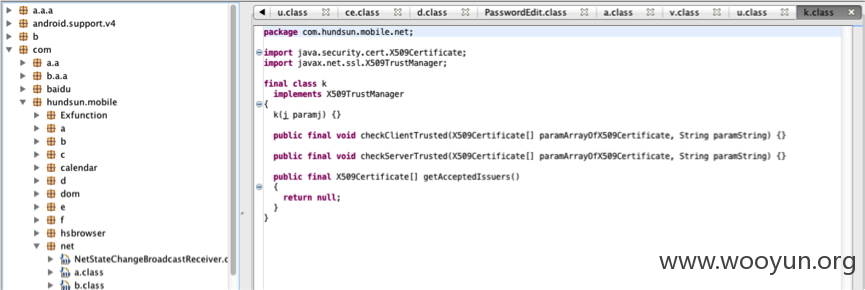 a.a.a
android.support.v4
b
com
a.a
b.a.a
baidu
hundsun.mobile
Exfunction
a
b
c
calendar
d
dom
e
f
hsbrowser
net
NetStateChangeBroadcastReceiver.c
a.class
b.class
u.class ce.class d.class PasswordEdit.class a.class v.class u.class k.class
package com.hundsun.mobile.net;
import java.security.cert.X509Certificate;
import javax.net.ssl.X509TrustManager;
final class k
implements X509TrustManager
{
k(j paramj) {}
public final void checkClientTrusted(X509Certificate[] paramArrayOfX509Certificate, String paramString) {}
public final void checkServerTrusted(X509Certificate[] paramArrayOfX509Certificate, String paramString) {}
public final X509Certificate[] getAcceptedIssuers()
{
return null;
}
}
www.wooyun.org